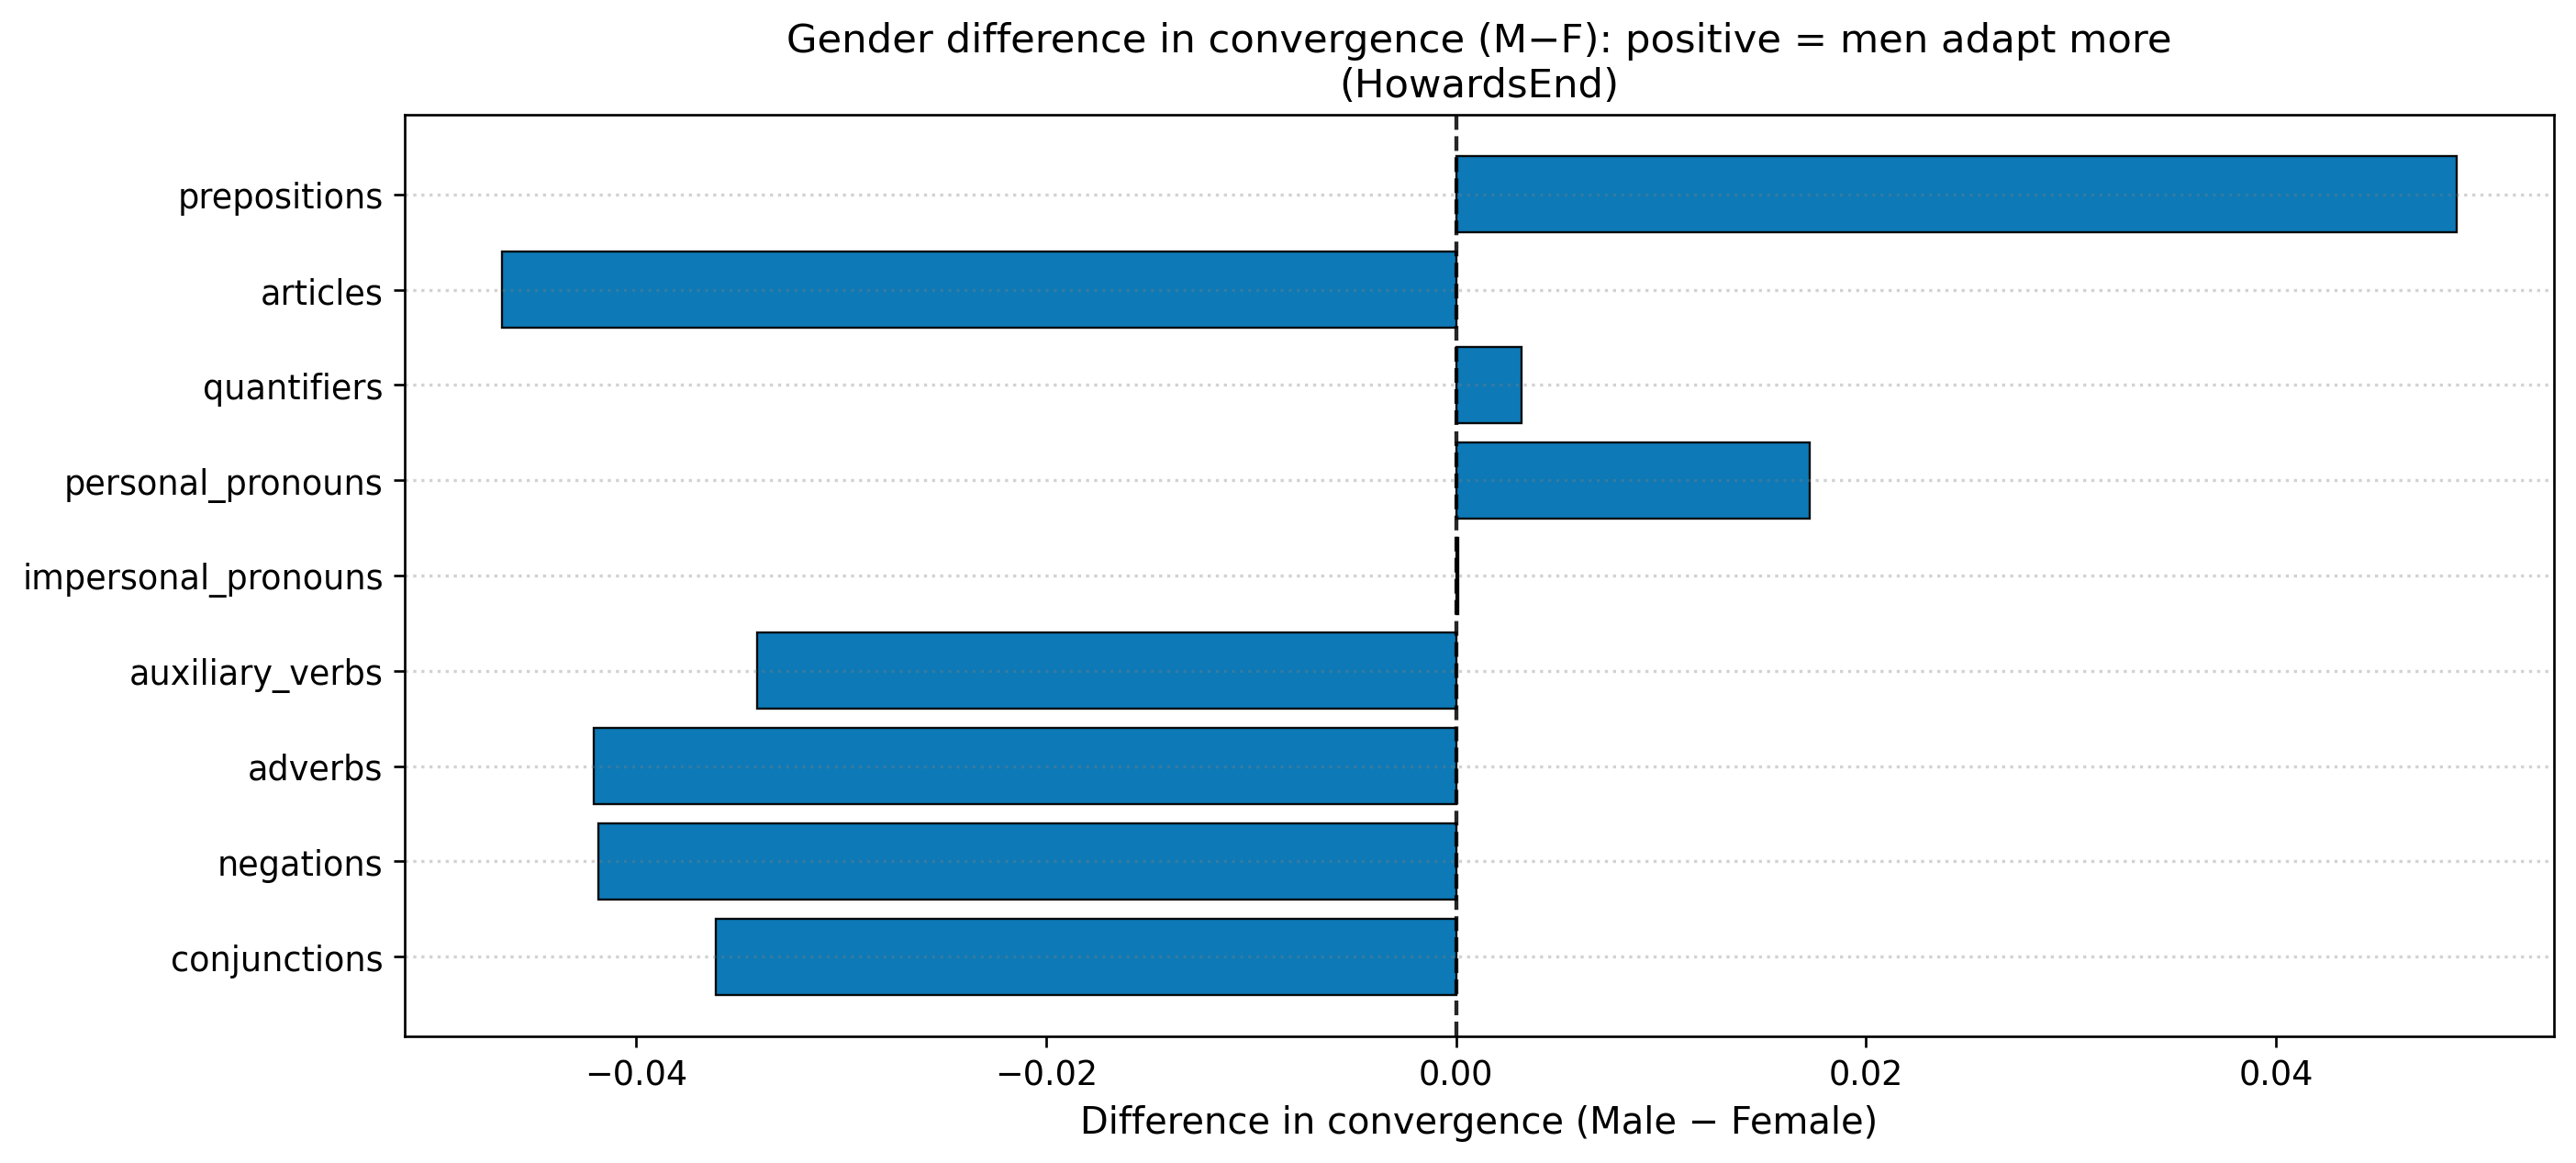 Gender difference in convergence (M−F): positive = men adapt more
(HowardsEnd)
prepositions
articles
quantifiers
personal_pronouns
impersonal_pronouns
auxiliary_verbs
adverbs
negations
conjunctions
−0.04 −0.02 0.00 0.02 0.04
Difference in convergence (Male − Female)